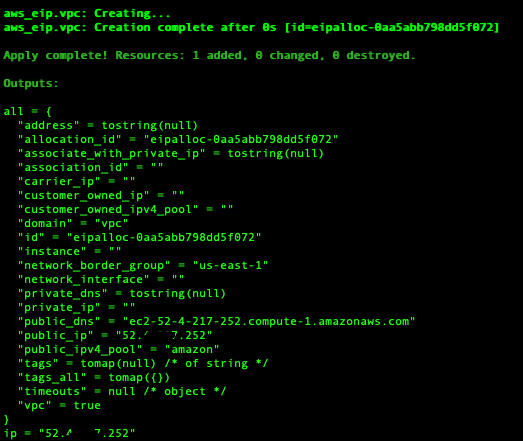 aws_eip.vpc: Creating...
aws_eip.vpc: Creation complete after 0s [id=eipalloc-0aa5abb798dd5f072]
Apply complete! Resources: 1 added, 0 changed, 0 destroyed.
Outputs:
all = {
  "address" = tostring(null)
  "allocation_id" = "eipalloc-0aa5abb798dd5f072"
  "associate_with_private_ip" = tostring(null)
  "association_id" = ""
  "carrier_ip" = ""
  "customer_owned_ip" = ""
  "customer_owned_ipv4_pool" = ""
  "domain" = "vpc"
  "id" = "eipalloc-0aa5abb798dd5f072"
  "instance" = ""
  "network_border_group" = "us-east-1"
  "network_interface" = ""
  "private_dns" = tostring(null)
  "private_ip" = ""
  "public_dns" = "ec2-52-4-217-252.compute-1.amazonaws.com"
  "public_ip" = "52. 7.252"
  "public_ipv4_pool" = "amazon"
  "tags" = tomap(null) /* of string */
  "tags_all" = tomap({})
  "timeouts" = null /* object */
  "vpc" = true
}
ip = "52. 7.252"